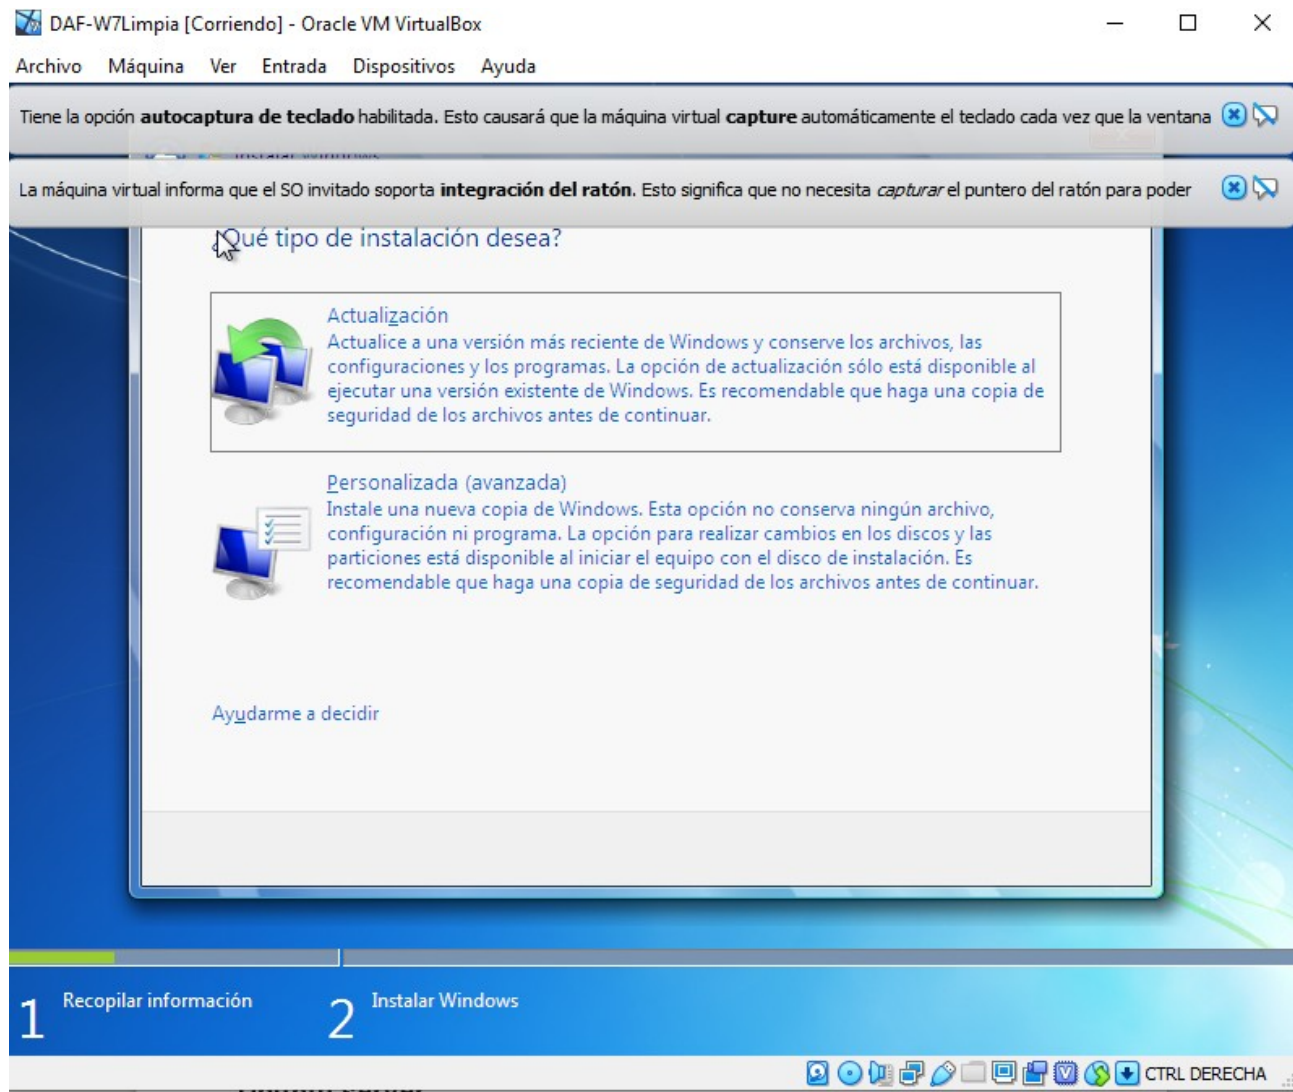 DAF-W7Limpia [Corriendo] - Oracle VM VirtualBox
Archivo Máquina Ver Entrada Dispositivos Ayuda
Tiene la opción autocaptura de teclado habilitada. Esto causará que la máquina virtual capture automáticamente el teclado cada vez que la ventana
Instalar Windows
La máquina virtual informa que el SO invitado soporta integración del ratón. Esto significa que no necesita capturar el puntero del ratón para poder
¿Qué tipo de instalación desea?
Actualización
Actualice a una versión más reciente de Windows y conserve los archivos, las
configuraciones y los programas. La opción de actualización sólo está disponible al
ejecutar una versión existente de Windows. Es recomendable que haga una copia de
seguridad de los archivos antes de continuar.
Personalizada (avanzada)
Instale una nueva copia de Windows. Esta opción no conserva ningún archivo,
configuración ni programa. La opción para realizar cambios en los discos y las
particiones está disponible al iniciar el equipo con el disco de instalación. Es
recomendable que haga una copia de seguridad de los archivos antes de continuar.
Ayudarme a decidir
1 Recopilar información
2 Instalar Windows
CTRL DERECHA